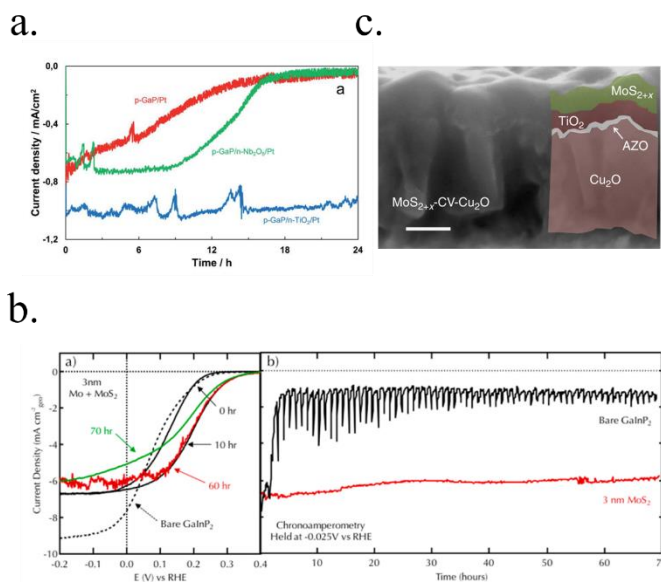 a.
0,0
-0,4
-0,8
-1,2
Current density / mA/cm²
p-GaP/Pt
a
p-GaP/n-Nb₂O₅/Pt
p-GaP/n-TiO₂/Pt
0
6
12
18
24
Time / h
c.
MoS₂₊ₓ
TiO₂
AZO
Cu₂O
MoS₂₊ₓ-CV-Cu₂O
b.
a)
3nm
Mo + MoS₂
0 hr
70 hr
10 hr
60 hr
Bare GaInP₂
0
-2
-4
-6
-8
-10
Current Density (mA cm⁻²
-0.2
-0.1
0.0
0.1
0.2
0.3
0.4
E (V) vs RHE
b)
Bare GaInP₂
3 nm MoS₂
Chronoamperometry
Held at -0.025V vs RHE
10
20
30
40
50
60
Time (hours)